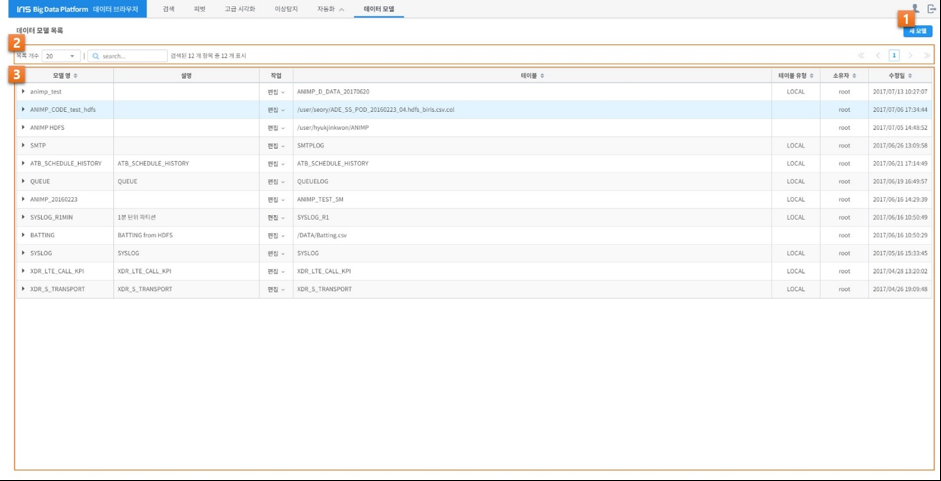 IRIS Big Data Platform 데이터 브라우저 검색 피벗 고급 시각화 이상탐지 자동화 데이터 모델
1
데이터 모델 목록 새 모델
2
목록 개수 20 | search... 검색된 12 개 항목 총 12 개 표시 1
3
모델 명 설명 작업 테이블 테이블 유형 소유자 수정일
animp_test 편집 ANIMP_D_DATA_20170620 LOCAL root 2017/07/13 10:27:07
ANIMP_CODE_test_hdfs 편집 /user/seory/ADE_SS_POD_20160223_04.hdfs_biris.csv.col root 2017/07/06 17:34:44
ANIMP HDFS 편집 /user/hyukjinkwon/ANIMP root 2017/07/05 14:48:52
SMTP 편집 SMTPLOG LOCAL root 2017/06/26 13:09:58
ATB_SCHEDULE_HISTORY ATB_SCHEDULE_HISTORY 편집 ATB_SCHEDULE_HISTORY LOCAL root 2017/06/21 17:14:49
QUEUE QUEUE 편집 QUEUELOG LOCAL root 2017/06/19 16:49:57
ANIMP_20160223 편집 ANIMP_TEST_5M LOCAL root 2017/06/16 14:29:39
SYSLOG_R1MIN 1분 단위 파티션 편집 SYSLOG_R1 LOCAL root 2017/06/16 10:50:49
BATTING BATTING from HDFS 편집 /DATA/Batting.csv root 2017/06/16 10:50:29
SYSLOG SYSLOG 편집 SYSLOG LOCAL root 2017/05/16 15:33:45
XDR_LTE_CALL_KPI XDR_LTE_CALL_KPI 편집 XDR_LTE_CALL_KPI LOCAL root 2017/04/28 13:20:02
XDR_S_TRANSPORT XDR_S_TRANSPORT 편집 XDR_S_TRANSPORT LOCAL root 2017/04/26 19:09:48